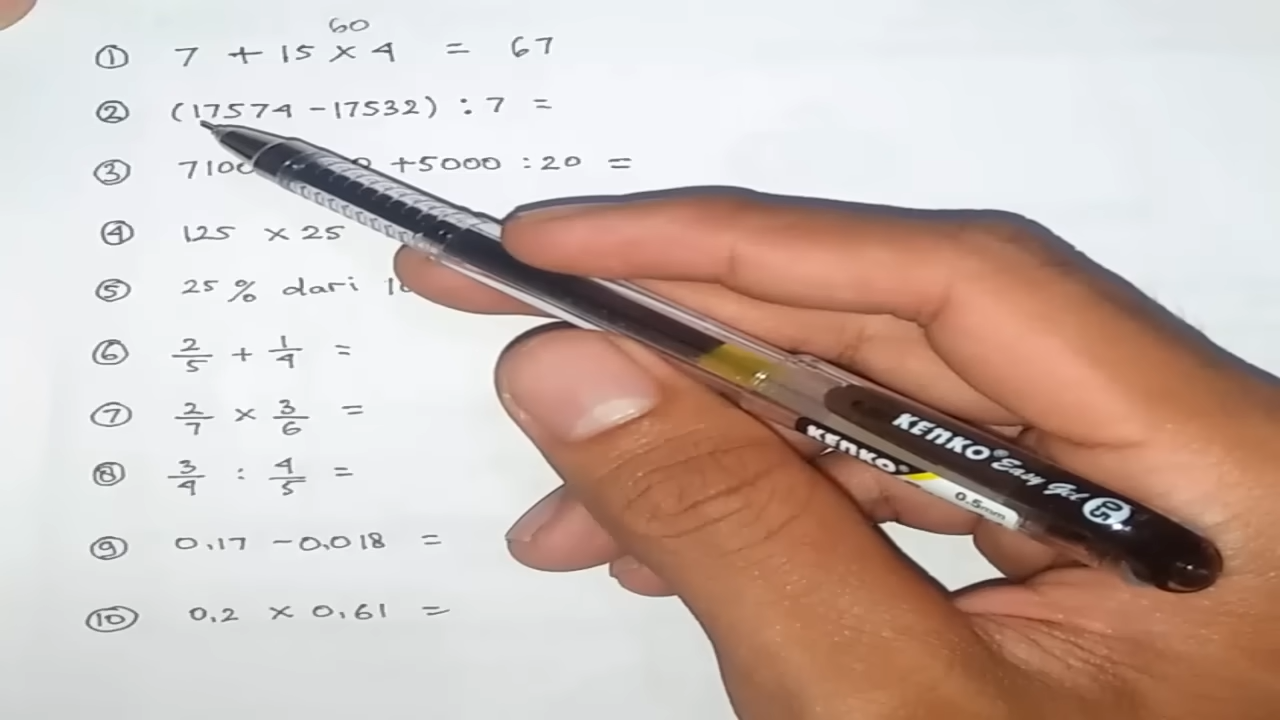 60
① 7 + 15 × 4 = 67
② (17574 - 17532) : 7 =
③ +5000 : 20 =
④ 125 × 25
⑤ 25 % dari
⑥ 2/5 + 1/4 =
⑦ 2/7 × 3/6 =
⑧ 3/4 : 4/5 =
⑨ 0,17 - 0,018 =
⑩ 0,2 × 0,61 =
KENKO® Easy Gel 0.5
KENKO®
0.5mm